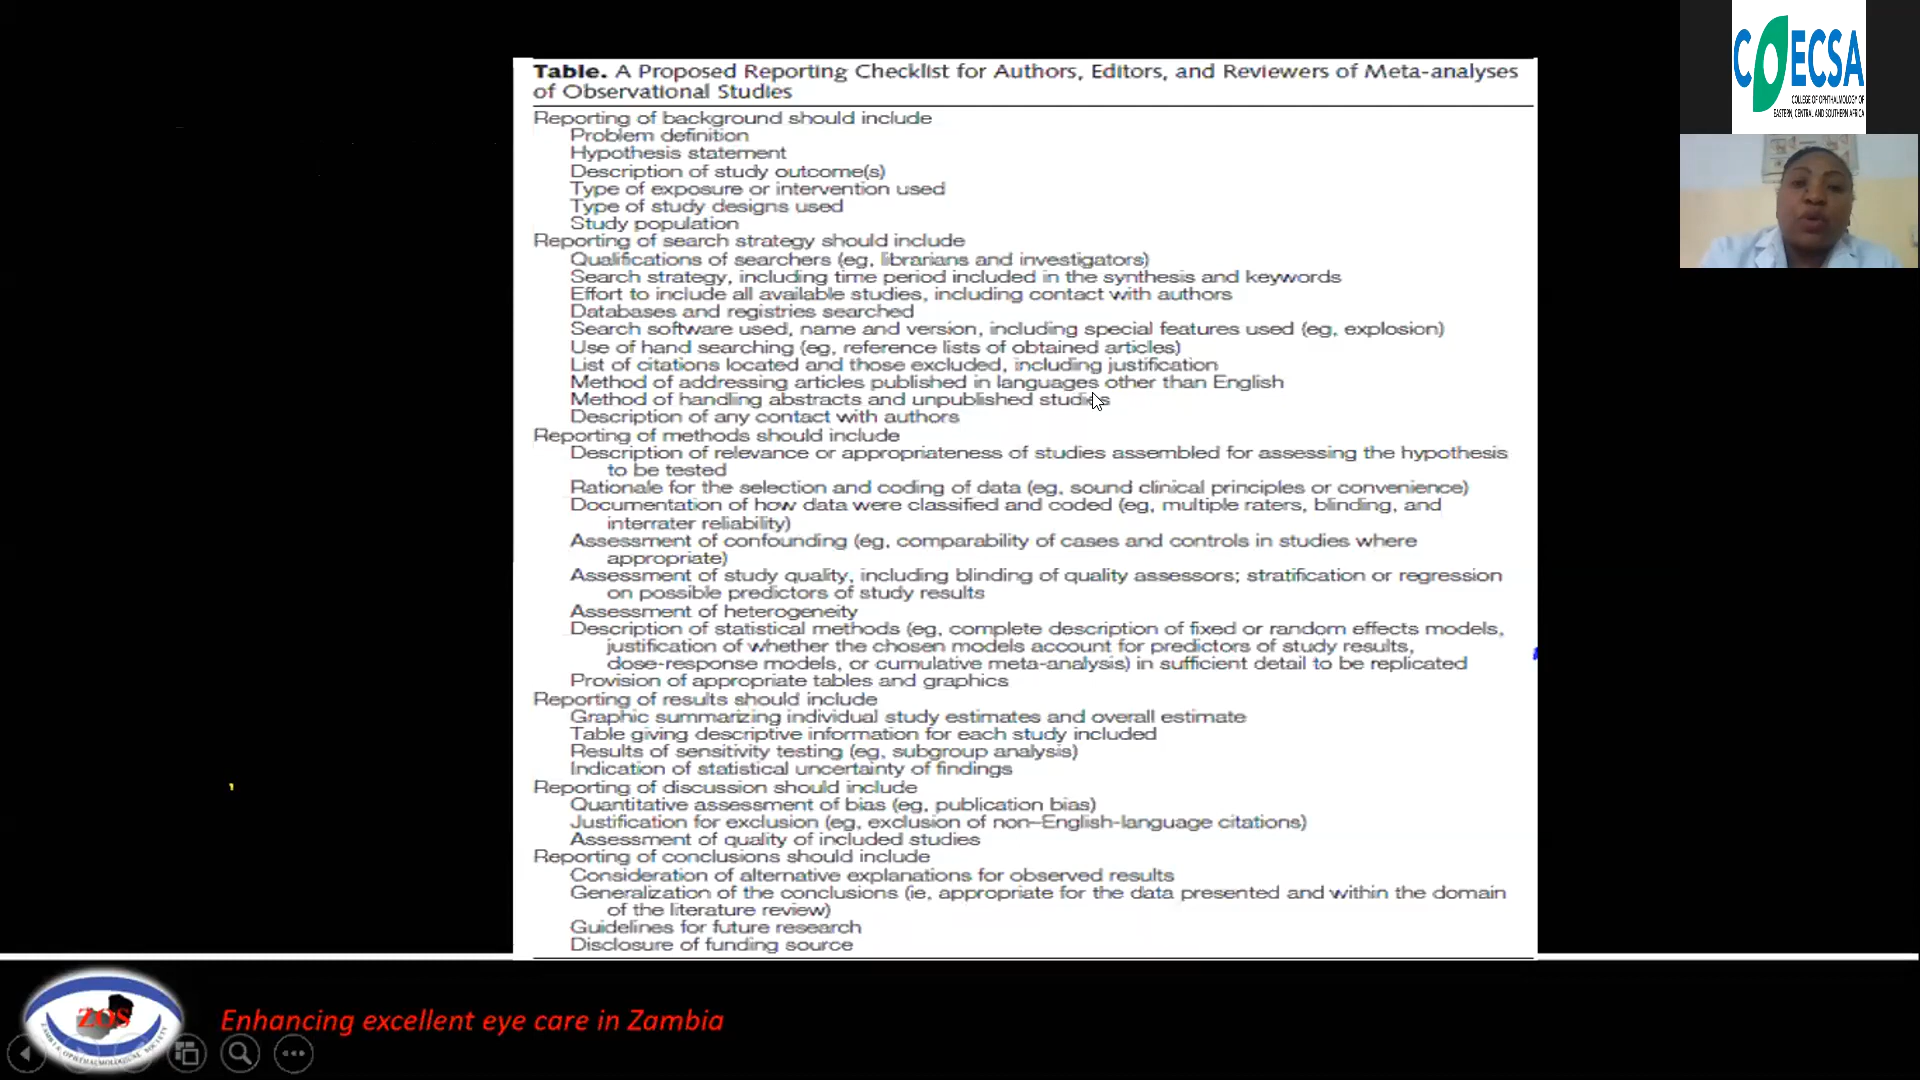 Table. A Proposed Reporting Checklist for Authors, Editors, and Reviewers of Meta-analyses
of Observational Studies
Reporting of background should include
Problem definition
Hypothesis statement
Description of study outcome(s)
Type of exposure or intervention used
Type of study designs used
Study population
Reporting of search strategy should include
Qualifications of searchers (eg, librarians and investigators)
Search strategy, including time period included in the synthesis and keywords
Effort to include all available studies, including contact with authors
Databases and registries searched
Search software used, name and version, including special features used (eg, explosion)
Use of hand searching (eg, reference lists of obtained articles)
List of citations located and those excluded, including justification
Method of addressing articles published in languages other than English
Method of handling abstracts and unpublished studies
Description of any contact with authors
Reporting of methods should include
Description of relevance or appropriateness of studies assembled for assessing the hypothesis
to be tested
Rationale for the selection and coding of data (eg, sound clinical principles or convenience)
Documentation of how data were classified and coded (eg, multiple raters, blinding, and
interrater reliability)
Assessment of confounding (eg, comparability of cases and controls in studies where
appropriate)
Assessment of study quality, including blinding of quality assessors; stratification or regression
on possible predictors of study results
Assessment of heterogeneity
Description of statistical methods (eg, complete description of fixed or random effects models,
justification of whether the chosen models account for predictors of study results,
dose-response models, or cumulative meta-analysis) in sufficient detail to be replicated
Provision of appropriate tables and graphics
Reporting of results should include
Graphic summarizing individual study estimates and overall estimate
Table giving descriptive information for each study included
Results of sensitivity testing (eg, subgroup analysis)
Indication of statistical uncertainty of findings
Reporting of discussion should include
Quantitative assessment of bias (eg, publication bias)
Justification for exclusion (eg, exclusion of non–English-language citations)
Assessment of quality of included studies
Reporting of conclusions should include
Consideration of alternative explanations for observed results
Generalization of the conclusions (ie, appropriate for the data presented and within the domain
of the literature review)
Guidelines for future research
Disclosure of funding source
COECSA
COLLEGE OF OPHTHALMOLOGY OF
EASTERN, CENTRAL AND SOUTHERN AFRICA
ZOS
ZAMBIA OPHTHALMOLOGICAL SOCIETY
Enhancing excellent eye care in Zambia